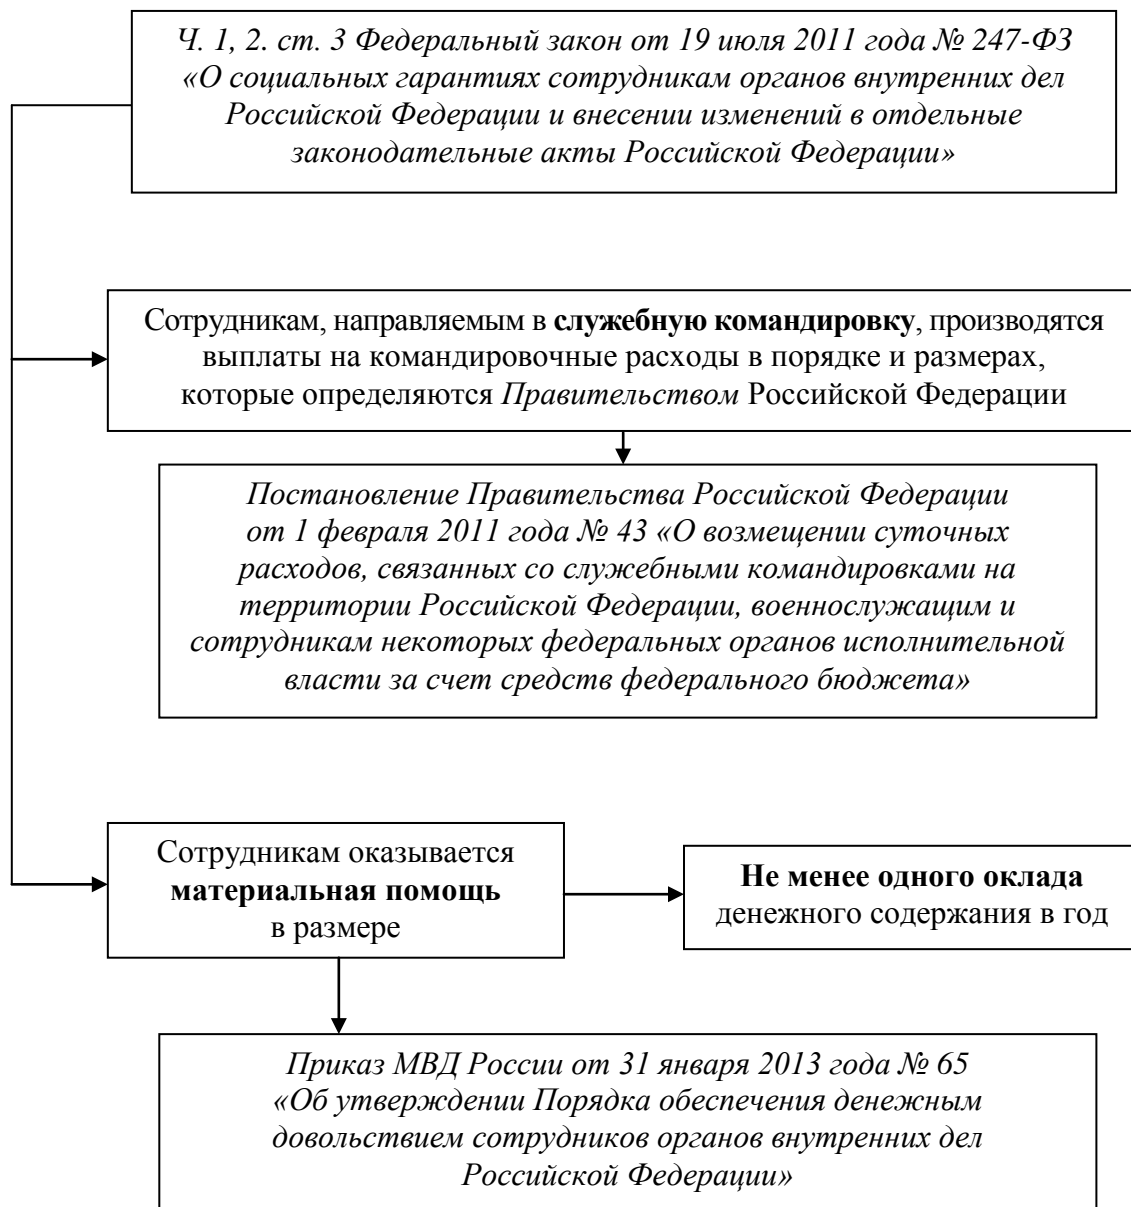 Ч. 1, 2. ст. 3 Федеральный закон от 19 июля 2011 года № 247-ФЗ
«О социальных гарантиях сотрудникам органов внутренних дел
Российской Федерации и внесении изменений в отдельные
законодательные акты Российской Федерации»
Сотрудникам, направляемым в служебную командировку, производятся
выплаты на командировочные расходы в порядке и размерах,
которые определяются Правительством Российской Федерации
Постановление Правительства Российской Федерации
от 1 февраля 2011 года № 43 «О возмещении суточных
расходов, связанных со служебными командировками на
территории Российской Федерации, военнослужащим и
сотрудникам некоторых федеральных органов исполнительной
власти за счет средств федерального бюджета»
Сотрудникам оказывается
материальная помощь
в размере
Не менее одного оклада
денежного содержания в год
Приказ МВД России от 31 января 2013 года № 65
«Об утверждении Порядка обеспечения денежным
довольствием сотрудников органов внутренних дел
Российской Федерации»